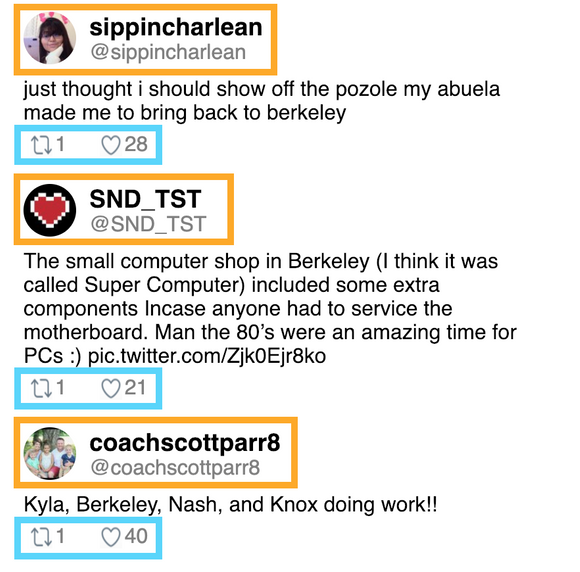 sippincharlean
@sippincharlean
just thought i should show off the pozole my abuela
made me to bring back to berkeley
1 28
SND_TST
@SND_TST
The small computer shop in Berkeley (I think it was
called Super Computer) included some extra
components Incase anyone had to service the
motherboard. Man the 80’s were an amazing time for
PCs :) pic.twitter.com/Zjk0Ejr8ko
1 21
coachscottparr8
@coachscottparr8
Kyla, Berkeley, Nash, and Knox doing work!!
1 40